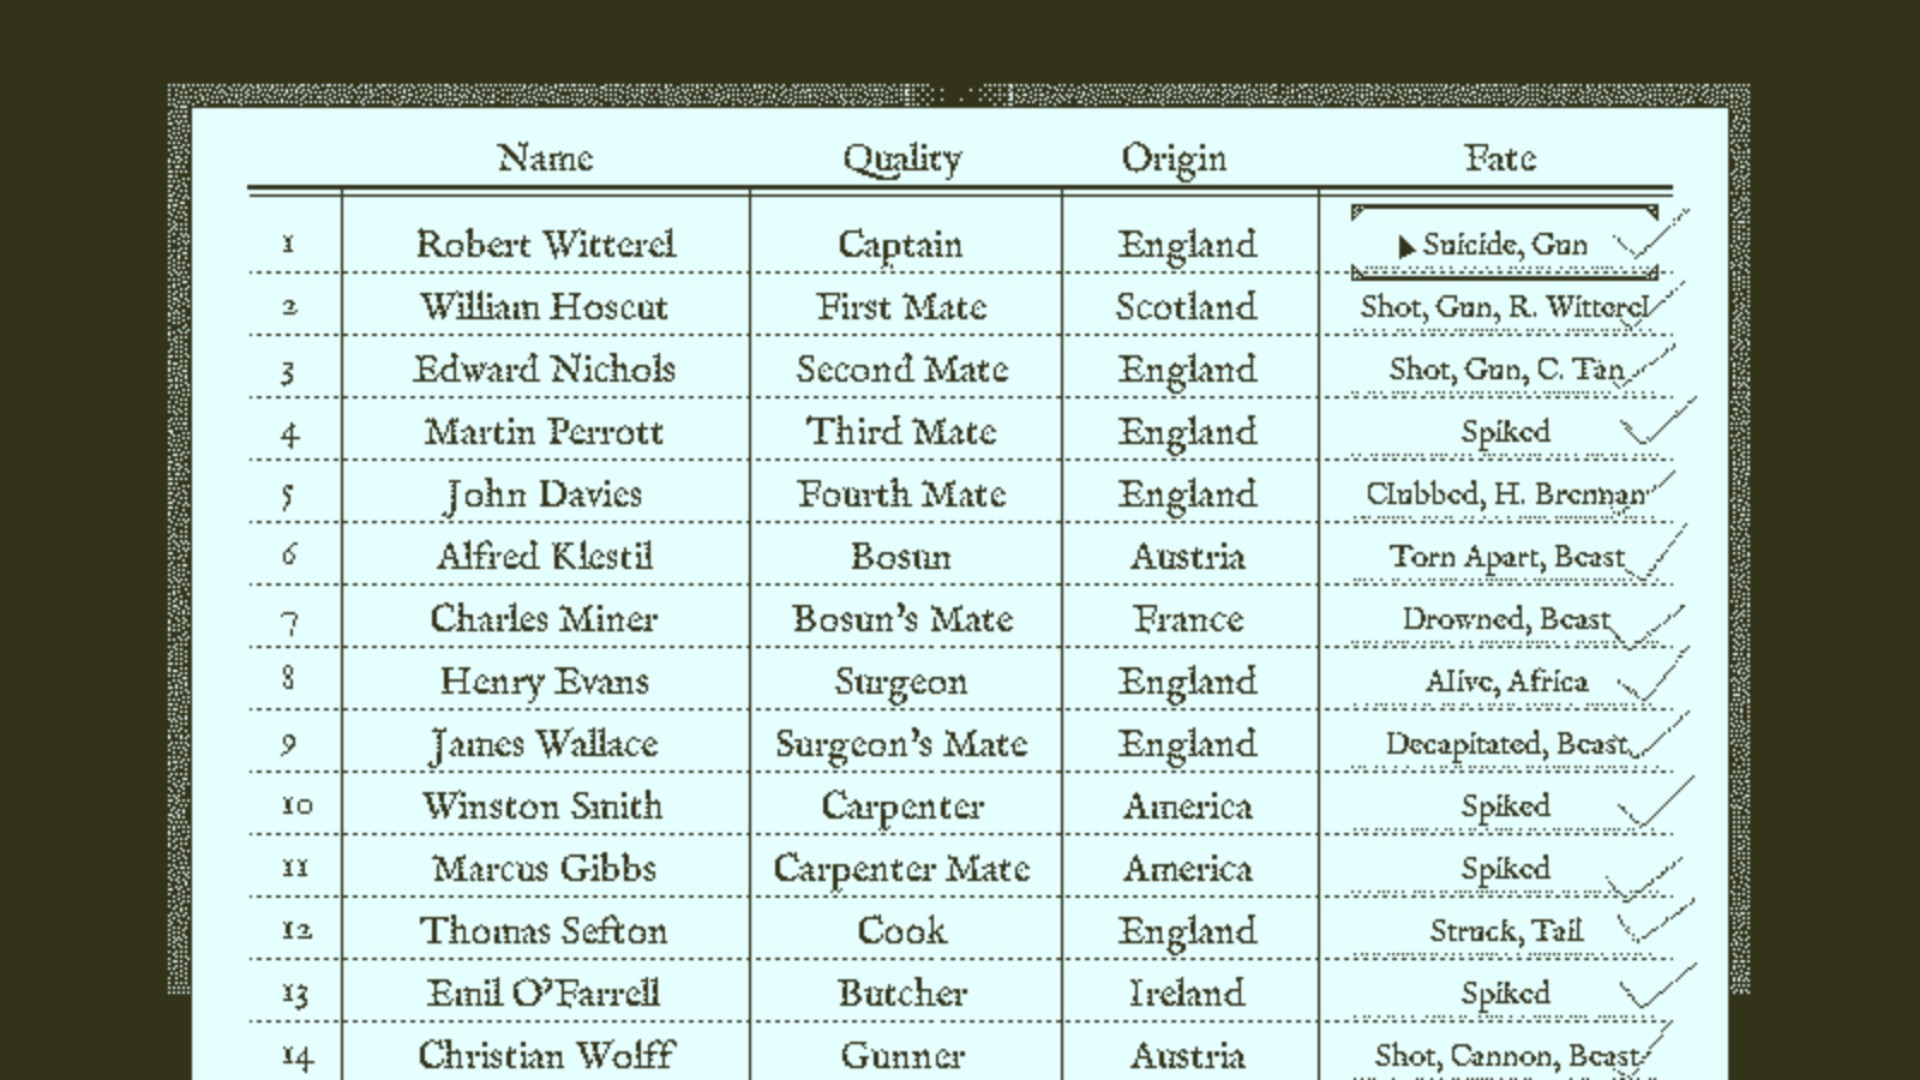 Name Quality Origin Fate
1 Robert Witterel Captain England Suicide, Gun
2 William Hoscut First Mate Scotland Shot, Gun, R. Witterel
3 Edward Nichols Second Mate England Shot, Gun, C. Tan
4 Martin Perrott Third Mate England Spiked
5 John Davies Fourth Mate England Clubbed, H. Brennan
6 Alfred Klestil Bosun Austria Torn Apart, Beast
7 Charles Miner Bosun's Mate France Drowned, Beast
8 Henry Evans Surgeon England Alive, Africa
9 James Wallace Surgeon's Mate England Decapitated, Beast
10 Winston Smith Carpenter America Spiked
11 Marcus Gibbs Carpenter Mate America Spiked
12 Thomas Sefton Cook England Struck, Tail
13 Emil O'Farrell Butcher Ireland Spiked
14 Christian Wolff Gunner Austria Shot, Cannon, Beast